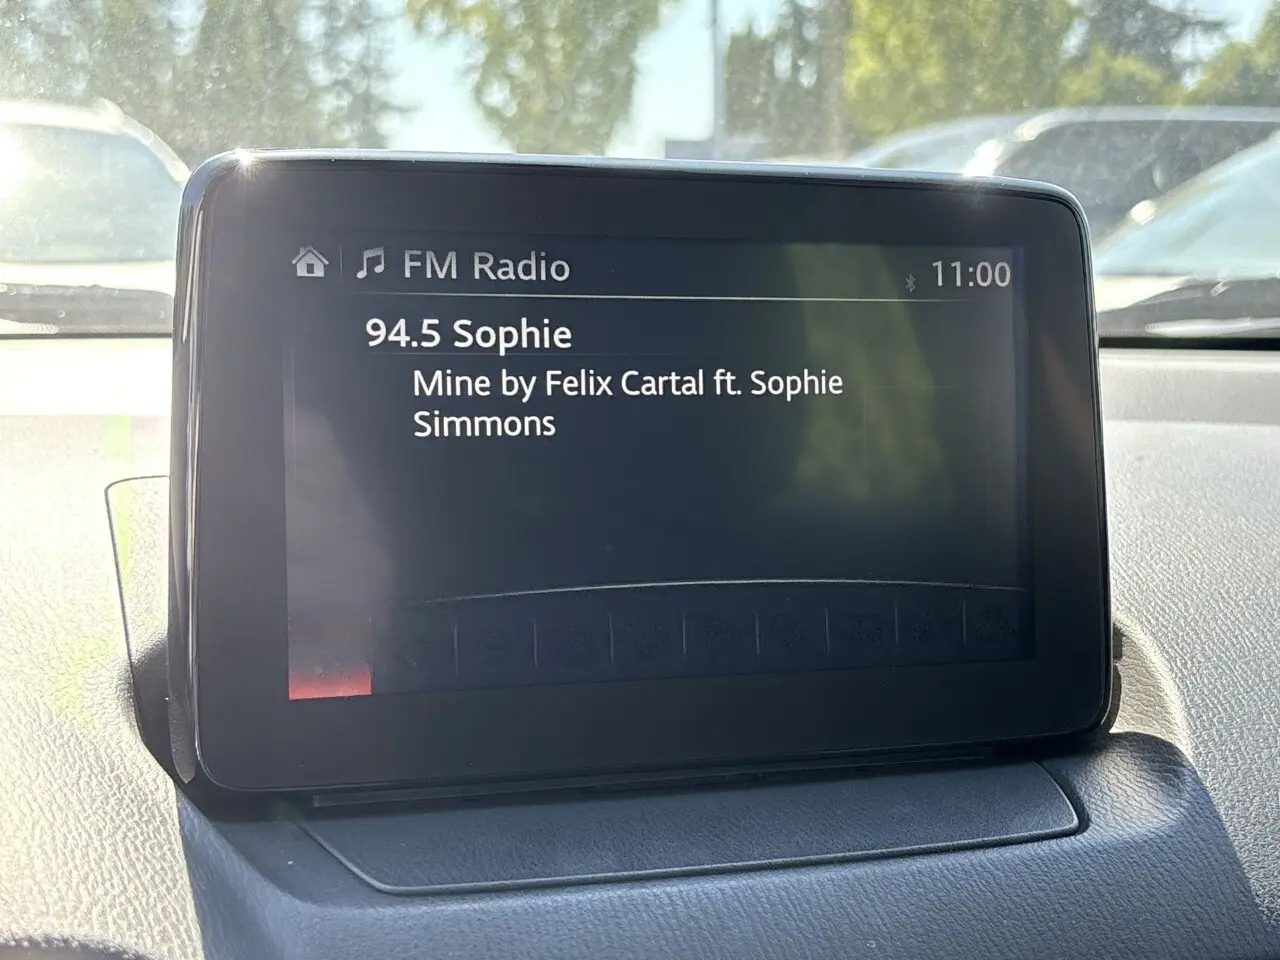 FM Radio
11:00
94.5 Sophie
Mine by Felix Cartal ft. Sophie
Simmons